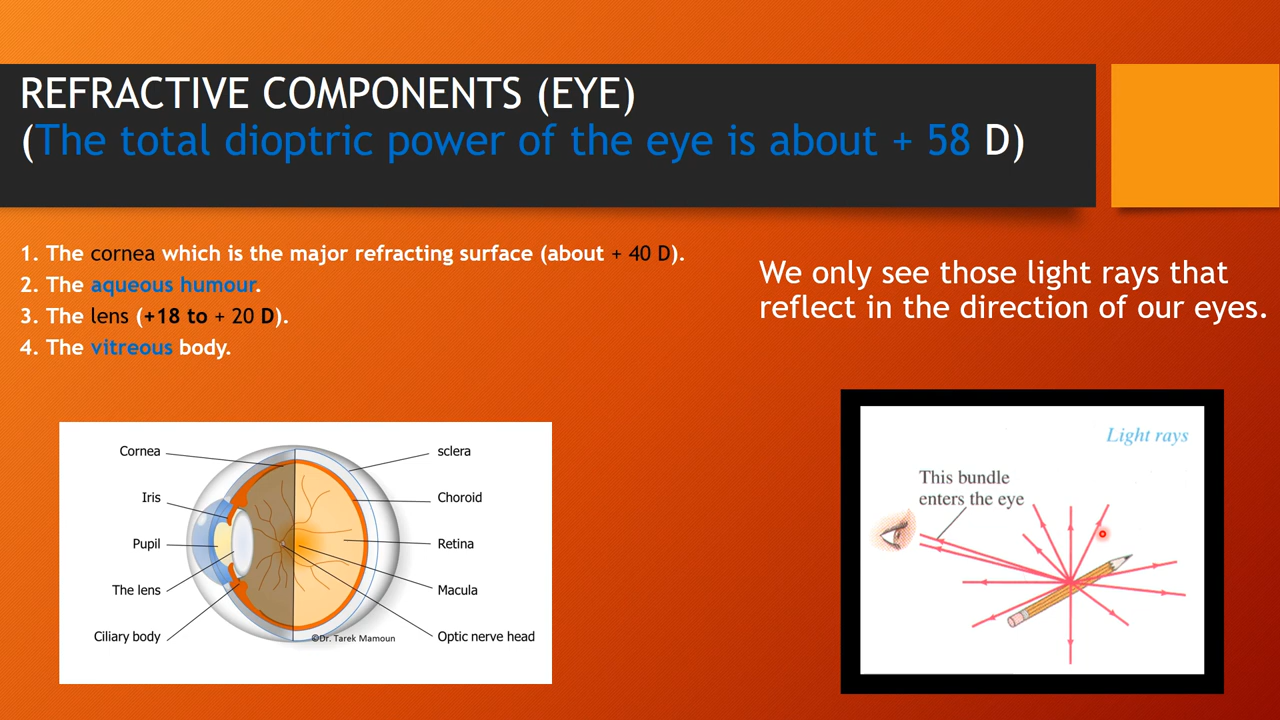 REFRACTIVE COMPONENTS (EYE)
(The total dioptric power of the eye is about + 58 D)
1. The cornea which is the major refracting surface (about + 40 D).
2. The aqueous humour.
3. The lens (+18 to + 20 D).
4. The vitreous body.
We only see those light rays that
reflect in the direction of our eyes.
Cornea
Iris
Pupil
The lens
Ciliary body
sclera
Choroid
Retina
Macula
Optic nerve head
©Dr. Tarek Mamoun
Light rays
This bundle
enters the eye